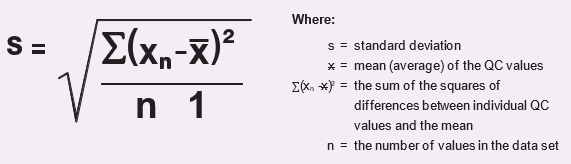 s = √ Σ(xₙ-x̅)²
n 1
Where:
s = standard deviation
x̶ = mean (average) of the QC values
Σ(xₙ x̶)² = the sum of the squares of
differences between individual QC
values and the mean
n = the number of values in the data set